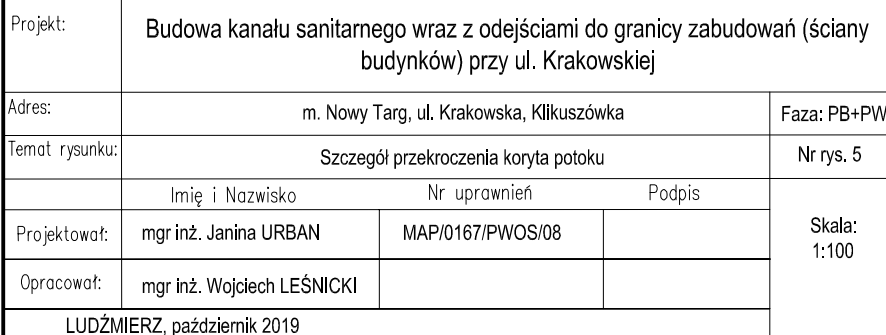 Projekt:
Budowa kanału sanitarnego wraz z odejściami do granicy zabudowań (ściany
budynków) przy ul. Krakowskiej
Adres:
m. Nowy Targ, ul. Krakowska, Klikuszówka
Faza: PB+PW
Temat rysunku:
Szczegół przekroczenia koryta potoku
Nr rys. 5
Imię i Nazwisko
Nr uprawnień
Podpis
Skala:
1:100
Projektował:
mgr inż. Janina URBAN
MAP/0167/PWOS/08
Opracował:
mgr inż. Wojciech LEŚNICKI
LUDŹMIERZ, październik 2019